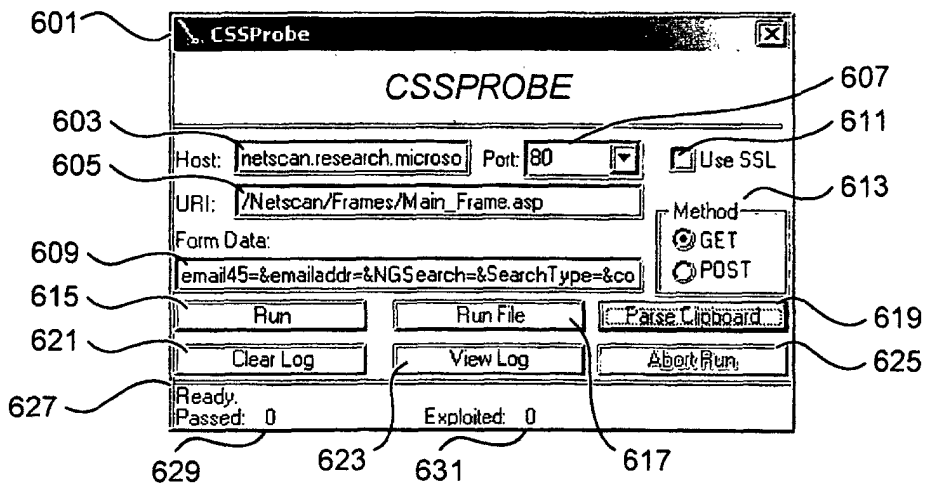 601
CSSProbe
CSSPROBE
607
603
611
Host: netscan.research.microso Port: 80 Use SSL
605
613
URI: /Netscan/Frames/Main_Frame.asp
Method
Form Data:
GET
609
email45=&emailaddr=&NGSearch=&SearchType=&co
POST
615
Run Run File Parse Clipboard
619
621
Clear Log View Log Abort Run
625
627
Ready.
Passed: 0 Exploited: 0
629 623 631 617